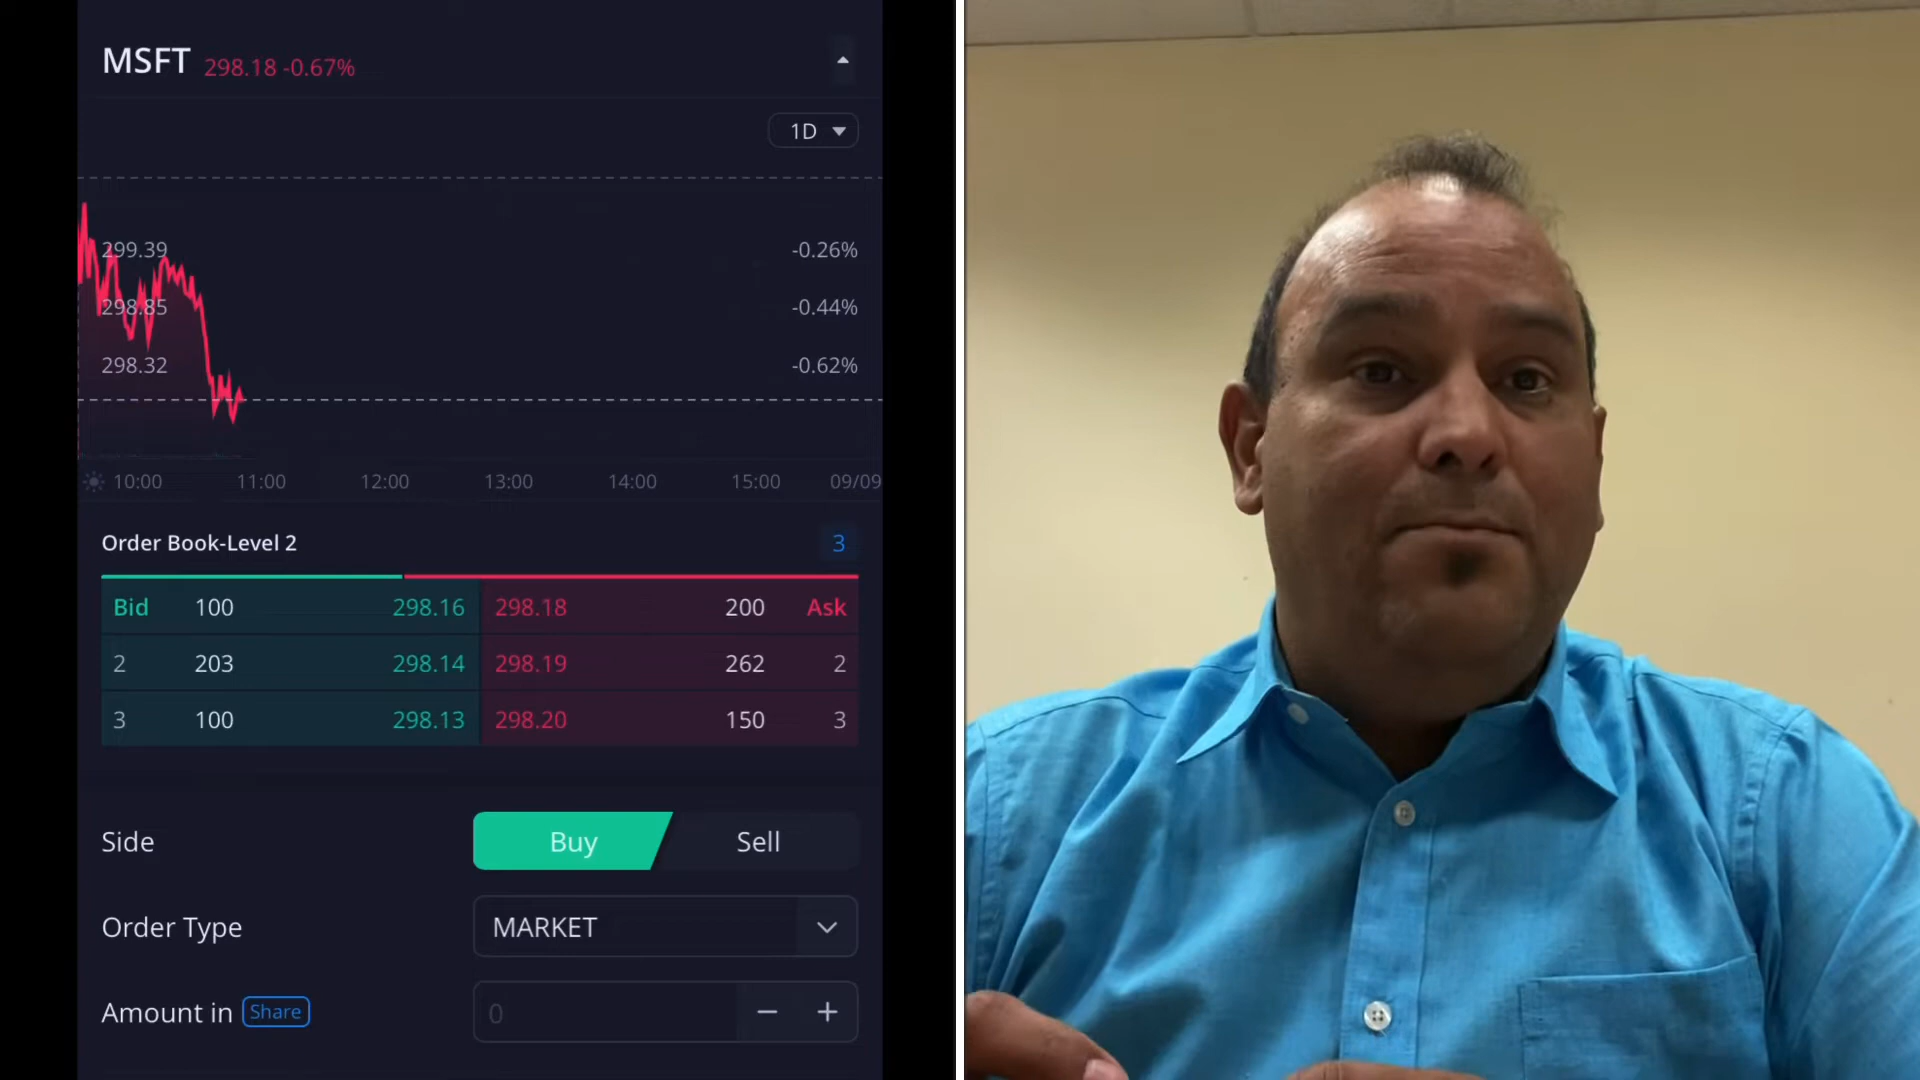 MSFT 298.18 -0.67%
1D
299.39 -0.26%
298.85 -0.44%
298.32 -0.62%
10:00 11:00 12:00 13:00 14:00 15:00 09/09
Order Book-Level 2 3
Bid 100 298.16 298.18 200 Ask
2 203 298.14 298.19 262 2
3 100 298.13 298.20 150 3
Side Buy Sell
Order Type MARKET
Amount in Share 0 − +